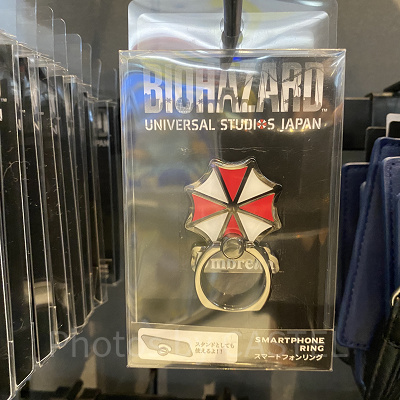 BIOHAZARD
UNIVERSAL STUDIOS JAPAN
スタンドとしても
使えるよ!!
SMARTPHONE
RING
スマートフォンリング